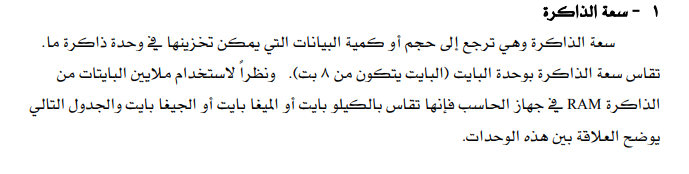 ١ - سعة الذاكرة
سعة الذاكرة وهي ترجع إلى حجم أو كمية البيانات التي يمكن تخزينها في وحدة ذاكرة ما.
تقاس سعة الذاكرة بوحدة البايت (البايت يتكون من ٨ بت). ونظراً لاستخدام ملايين البايتات من
الذاكرة RAM في جهاز الحاسب فإنها تقاس بالكيلو بايت أو الميغا بايت أو الجيغا بايت والجدول التالي
يوضح العلاقة بين هذه الوحدات.